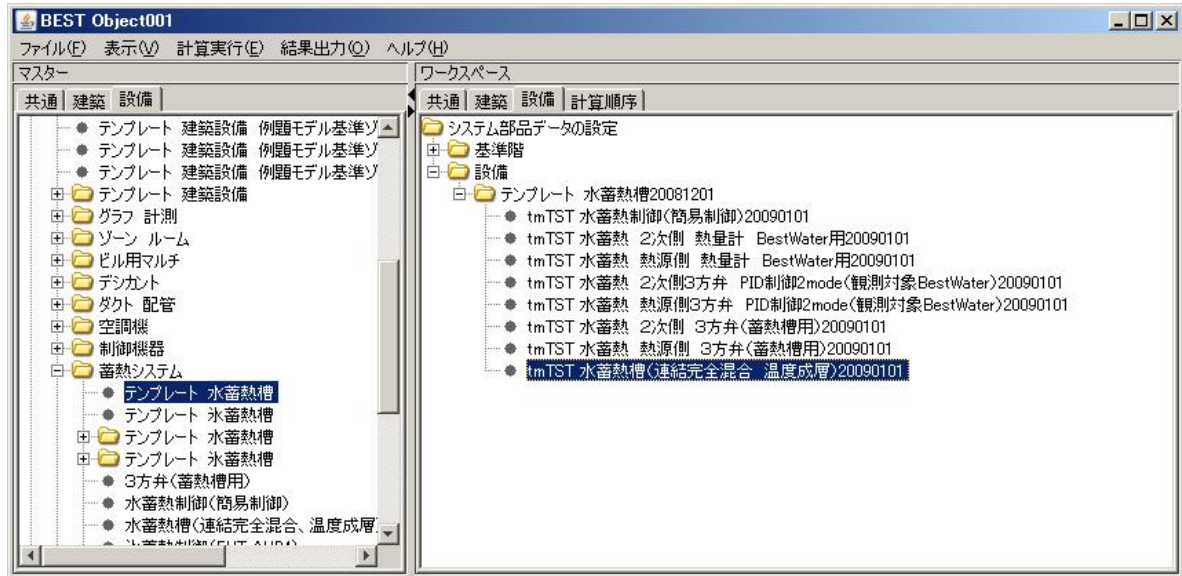 BEST Object001
ファイル(F) 表示(V) 計算実行(E) 結果出力(O) ヘルプ(H)
マスター
共通 建築 設備
テンプレート 建築設備 例題モデル基準ゾ
テンプレート 建築設備 例題モデル基準ゾ
テンプレート 建築設備 例題モデル基準ゾ
テンプレート 建築設備
グラフ 計測
ゾーン ルーム
ビル用マルチ
デシカント
ダクト 配管
空調機
制御機器
蓄熱システム
テンプレート 水蓄熱槽
テンプレート 氷蓄熱槽
テンプレート 水蓄熱槽
テンプレート 氷蓄熱槽
3方弁(蓄熱槽用)
水蓄熱制御(簡易制御)
水蓄熱槽(連結完全混合、温度成層)
ワークスペース
共通 建築 設備 計算順序
システム部品データの設定
基準階
設備
テンプレート 水蓄熱槽20081201
tmTST 水蓄熱制御(簡易制御)20090101
tmTST 水蓄熱 2次側 熱量計 BestWater用20090101
tmTST 水蓄熱 熱源側 熱量計 BestWater用20090101
tmTST 水蓄熱 2次側3方弁 PID制御2mode(観測対象BestWater)20090101
tmTST 水蓄熱 熱源側3方弁 PID制御2mode(観測対象BestWater)20090101
tmTST 水蓄熱 2次側 3方弁(蓄熱槽用)20090101
tmTST 水蓄熱 熱源側 3方弁(蓄熱槽用)20090101
tmTST 水蓄熱槽(連結完全混合 温度成層)20090101